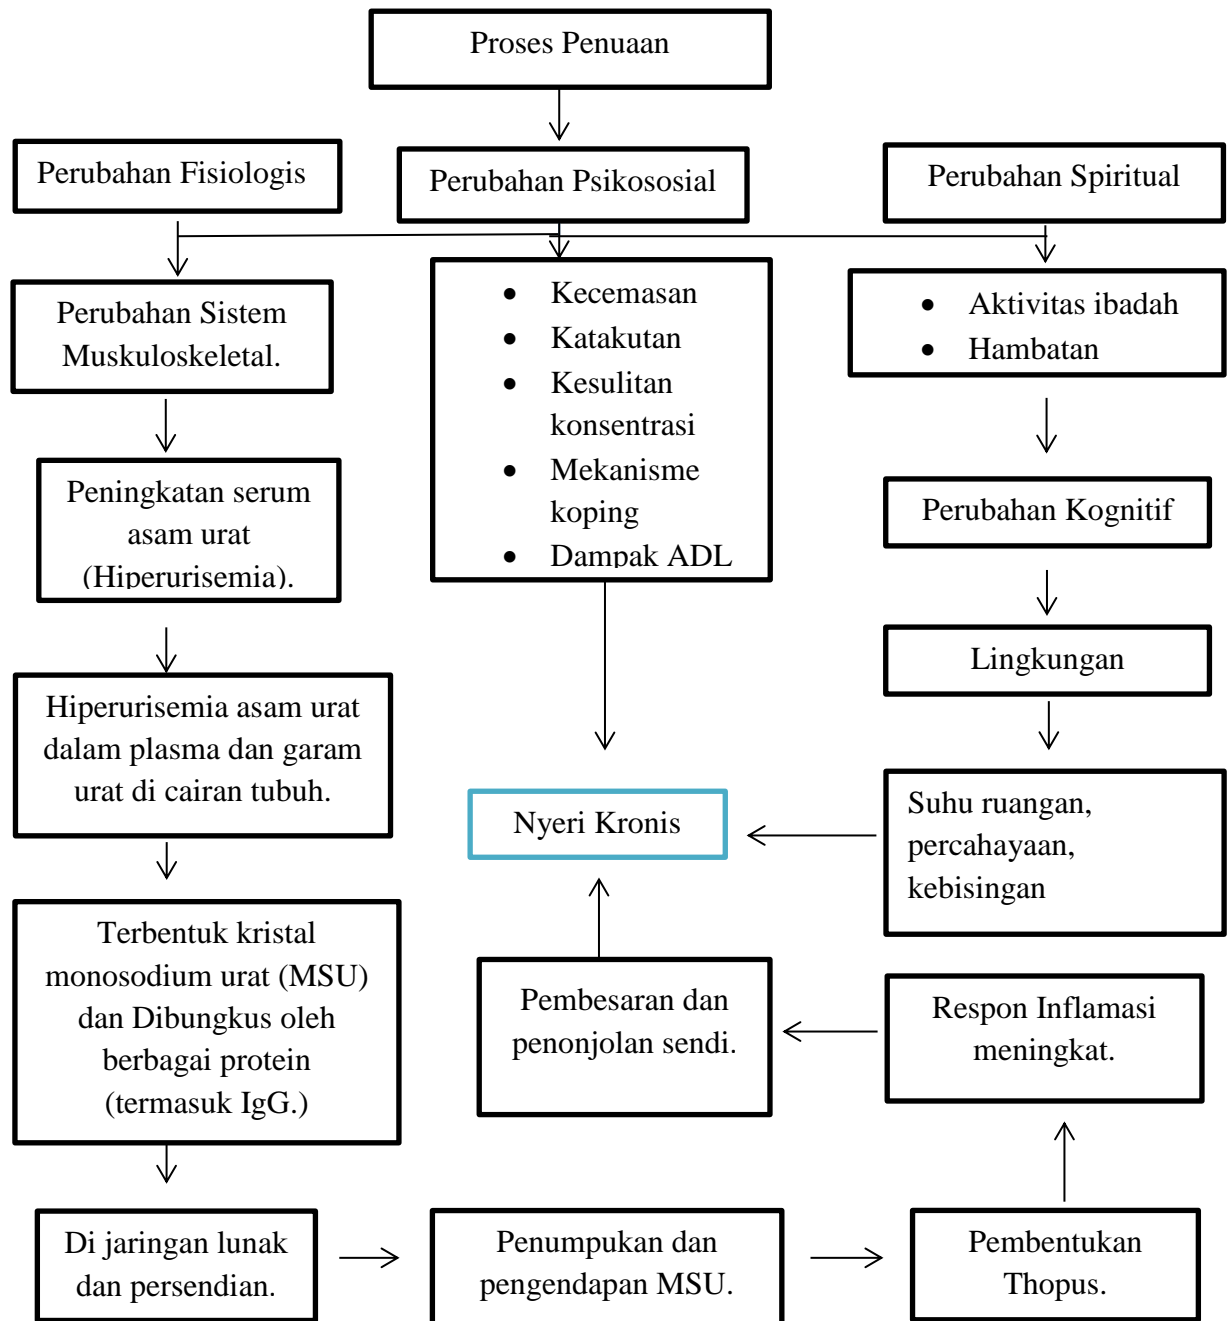 Proses Penuaan
Perubahan Fisiologis
Perubahan Psikososial
Perubahan Spiritual
Perubahan Sistem
Muskuloskeletal.
• Kecemasan
• Katakutan
• Kesulitan
konsentrasi
• Mekanisme
koping
• Dampak ADL
• Aktivitas ibadah
• Hambatan
Peningkatan serum
asam urat
(Hiperurisemia).
Perubahan Kognitif
Lingkungan
Hiperurisemia asam urat
dalam plasma dan garam
urat di cairan tubuh.
Nyeri Kronis
Suhu ruangan,
percahayaan,
kebisingan
Terbentuk kristal
monosodium urat (MSU)
dan Dibungkus oleh
berbagai protein
(termasuk IgG.)
Pembesaran dan
penonjolan sendi.
Respon Inflamasi
meningkat.
Di jaringan lunak
dan persendian.
Penumpukan dan
pengendapan MSU.
Pembentukan
Thopus.